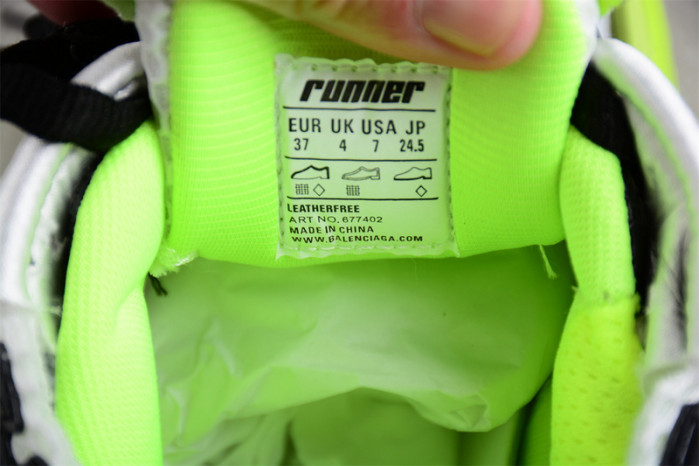 runner
EUR UK USA JP
37 4 7 24.5
LEATHERFREE
ART NO. 677402
MADE IN CHINA
WWW.BALENCIAGA.COM